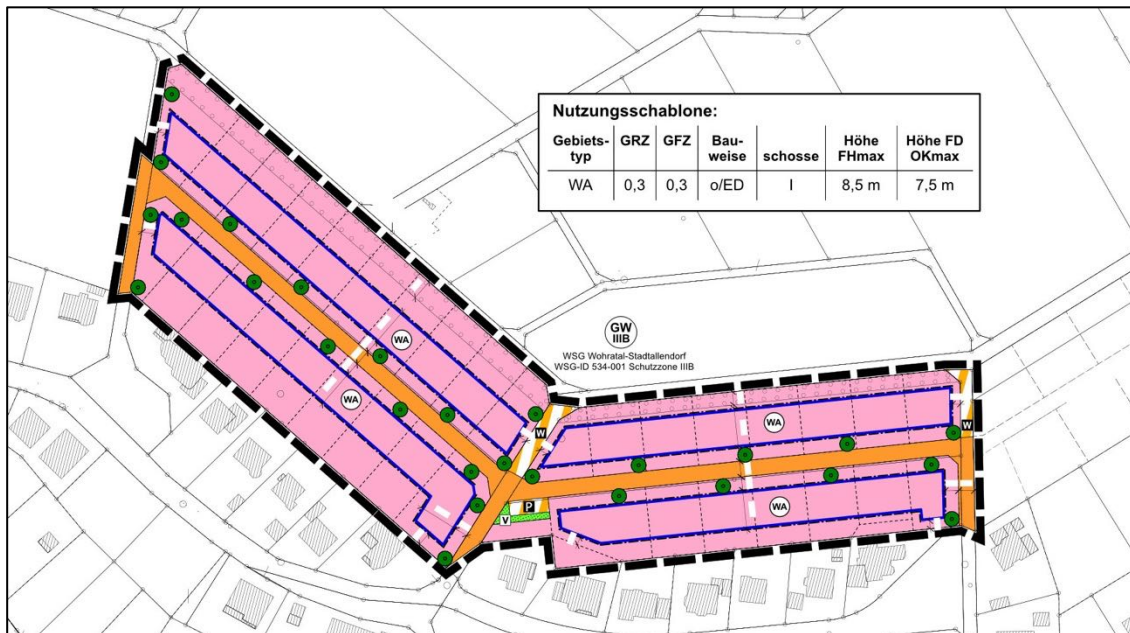 Nutzungsschablone:
Gebiets-typ GRZ GFZ Bau-weise schosse Höhe FHmax Höhe FD OKmax
WA 0,3 0,3 o/ED I 8,5 m 7,5 m
GW
IIIB
WSG Wohratal-Stadtallendorf
WSG-ID 534-001 Schutzzone IIIB
WA
WA
WA
W
W
P
V
WA